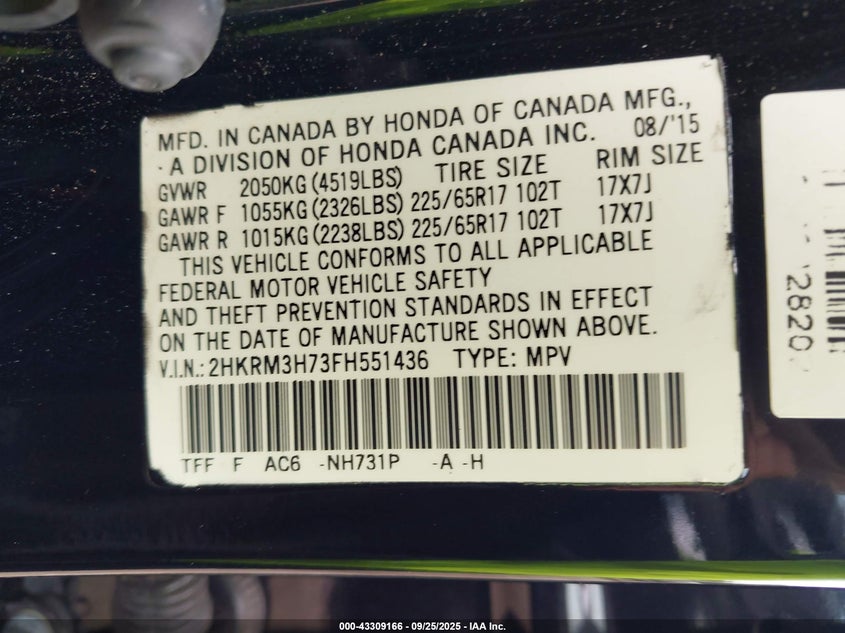 MFD. IN CANADA BY HONDA OF CANADA MFG.,
A DIVISION OF HONDA CANADA INC. 08/'15
GVWR 2050KG(4519LBS) TIRE SIZE RIM SIZE
GAWR F 1055KG(2326LBS) 225/65R17 102T 17X7J
GAWR R 1015KG(2238LBS) 225/65R17 102T 17X7J
THIS VEHICLE CONFORMS TO ALL APPLICABLE
FEDERAL MOTOR VEHICLE SAFETY
AND THEFT PREVENTION STANDARDS IN EFFECT
ON THE DATE OF MANUFACTURE SHOWN ABOVE.
V.I.N.: 2HKRM3H73FH551436 TYPE: MPV
TFF F AC6 -NH731P -A -H
000-43309166 - 09/25/2025 - IAA Inc.